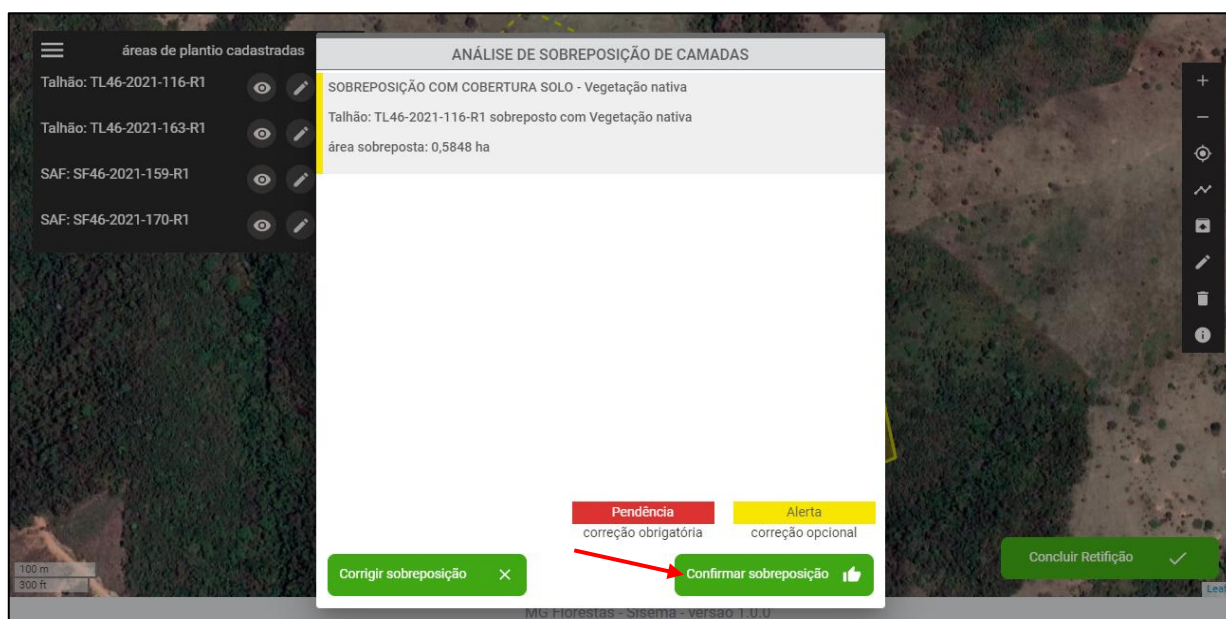 áreas de plantio cadastradas
Talhão: TL46-2021-116-R1
Talhão: TL46-2021-163-R1
SAF: SF46-2021-159-R1
SAF: SF46-2021-170-R1
ANÁLISE DE SOBREPOSIÇÃO DE CAMADAS
SOBREPOSIÇÃO COM COBERTURA SOLO - Vegetação nativa
Talhão: TL46-2021-116-R1 sobreposto com Vegetação nativa
área sobreposta: 0,5848 ha
Pendência
correção obrigatória
Alerta
correção opcional
Corrigir sobreposição
Confirmar sobreposição
Concluir Retifição
100 m
300 ft
Leaf
MG Florestas - Sisema - versão 1.0.0